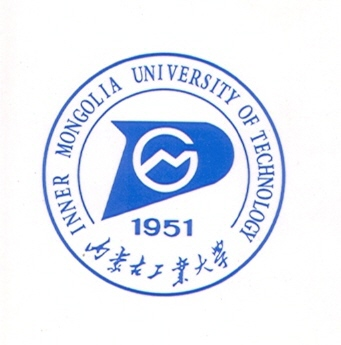 INNER MONGOLIA UNIVERSITY OF TECHNOLOGY
1951
内蒙古工业大学